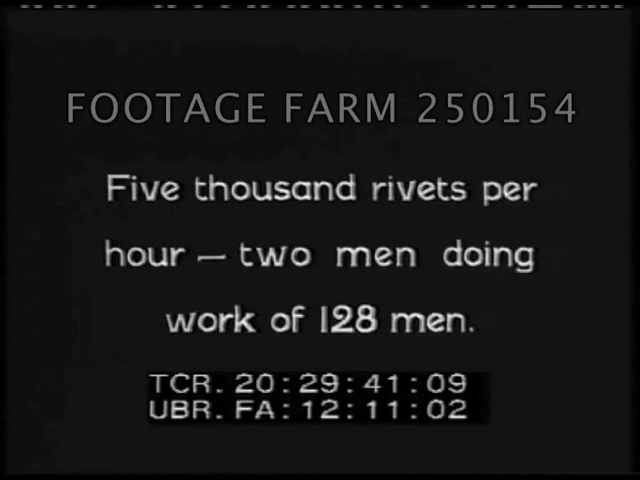 FOOTAGE FARM 250154
Five thousand rivets per
hour — two men doing
work of 128 men.
TCR. 20:29:41:09
UBR. FA:12:11:02